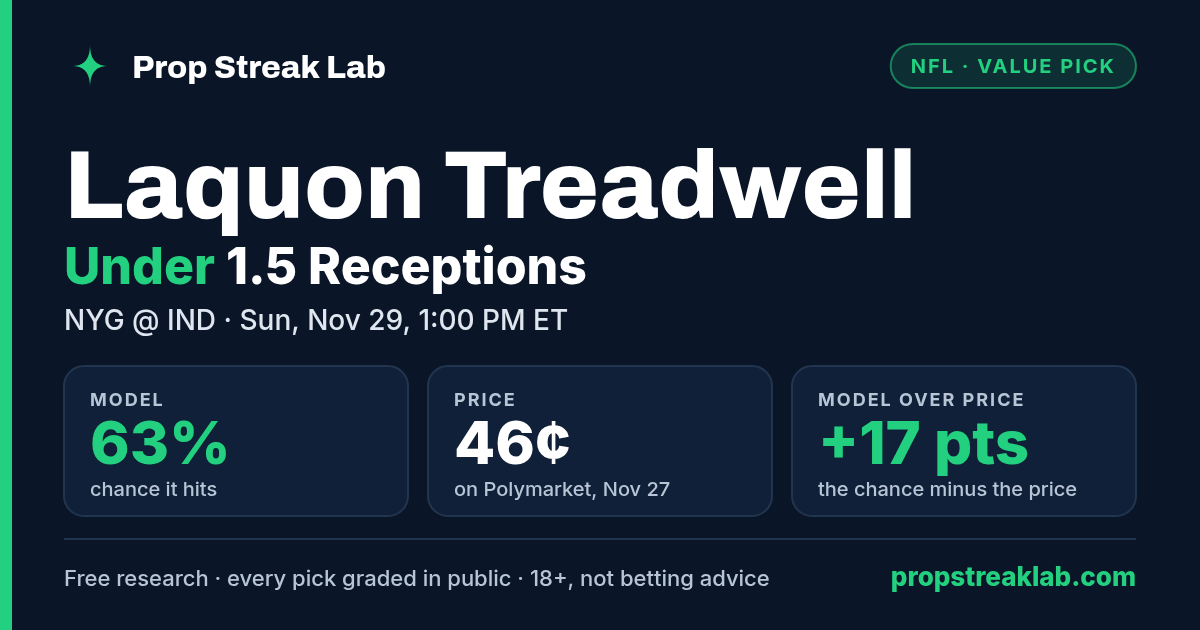 Prop Streak Lab
NFL · VALUE PICK
Laquon Treadwell
Under 1.5 Receptions
NYG @ IND · Sun, Nov 29, 1:00 PM ET
MODEL
63%
chance it hits
PRICE
46¢
on Polymarket, Nov 27
MODEL OVER PRICE
+17 pts
the chance minus the price
Free research · every pick graded in public · 18+, not betting advice
propstreaklab.com